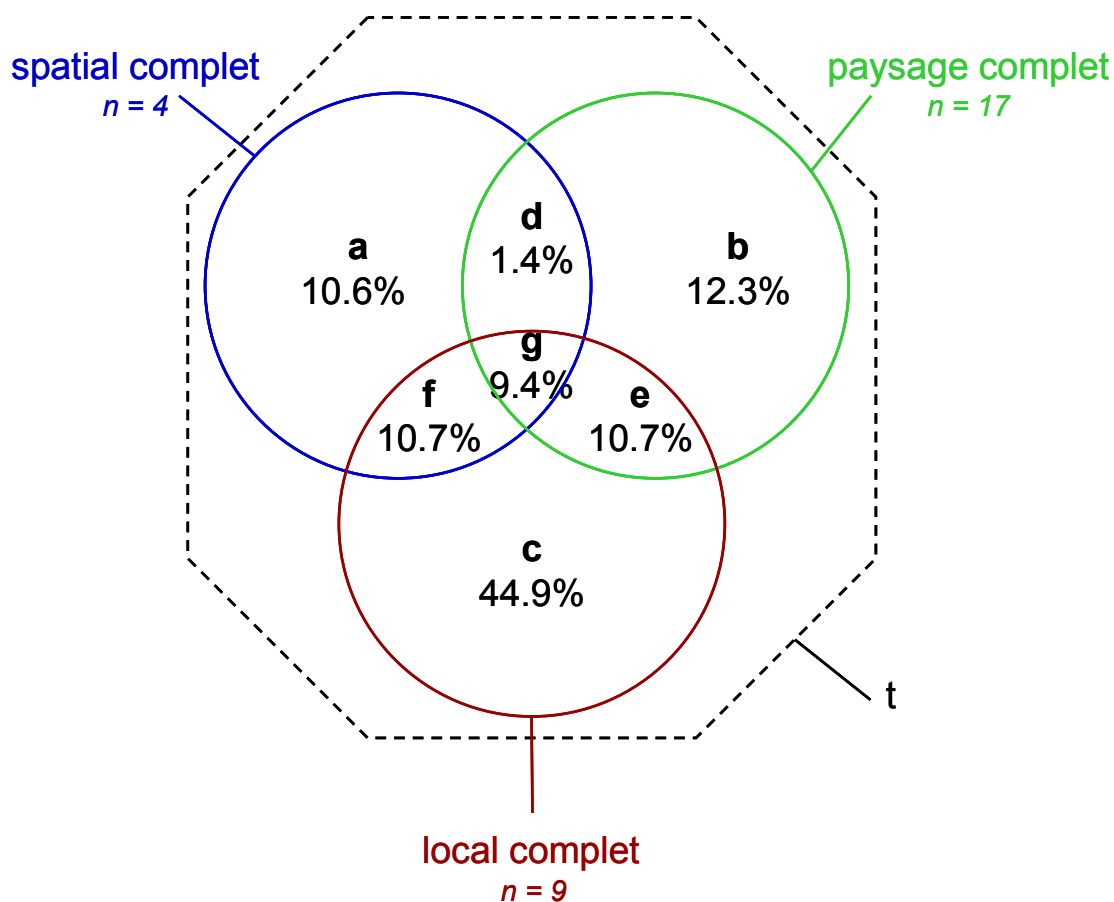 spatial complet
n = 4
paysage complet
n = 17
d
1.4%
a
10.6%
b
12.3%
g
9.4%
f
10.7%
e
10.7%
c
44.9%
t
local complet
n = 9